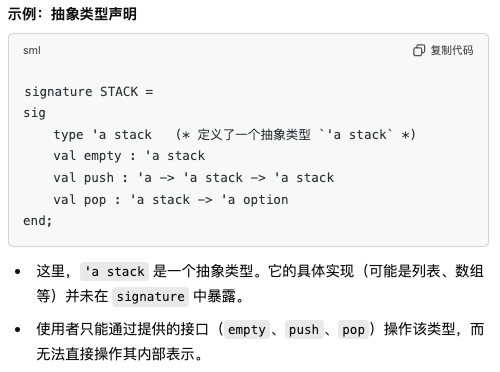 示例：抽象类型声明
sml
复制代码
signature STACK =
sig
    type 'a stack   (* 定义了一个抽象类型 `'a stack` *)
    val empty : 'a stack
    val push : 'a -> 'a stack -> 'a stack
    val pop : 'a stack -> 'a option
end;
• 这里，'a stack 是一个抽象类型。它的具体实现（可能是列表、数组
等）并未在 signature 中暴露。
• 使用者只能通过提供的接口（empty、push、pop）操作该类型，而
无法直接操作其内部表示。